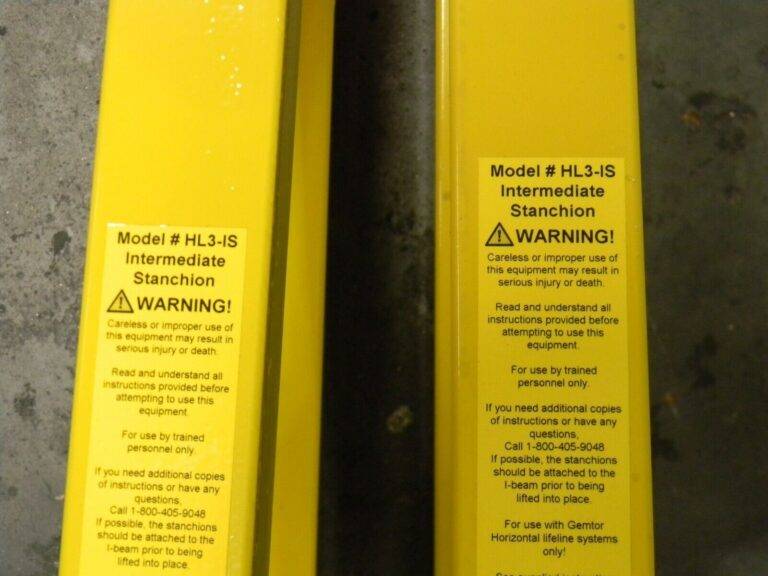 Model # HL3-IS
Intermediate
Stanchion
WARNING!
Careless or improper use of
this equipment may result in
serious injury or death.
Read and understand all
instructions provided before
attempting to use this
equipment.
For use by trained
personnel only.
If you need additional copies
of instructions or have any
questions,
Call 1-800-405-9048
If possible, the stanchions
should be attached to the
I-beam prior to being
lifted into place.
Model # HL3-IS
Intermediate
Stanchion
WARNING!
Careless or improper use of
this equipment may result in
serious injury or death.
Read and understand all
instructions provided before
attempting to use this
equipment.
For use by trained
personnel only.
If you need additional copies
of instructions or have any
questions,
Call 1-800-405-9048
If possible, the stanchions
should be attached to the
I-beam prior to being
lifted into place.
For use with Gemtor
Horizontal lifeline systems
only!